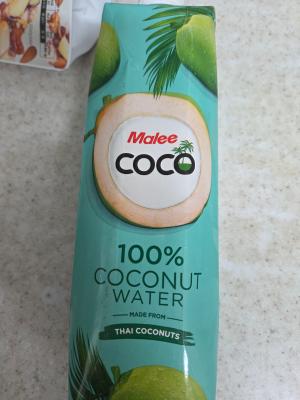 Malee
COCO
100%
COCONUT
WATER
MADE FROM
THAI COCONUTS